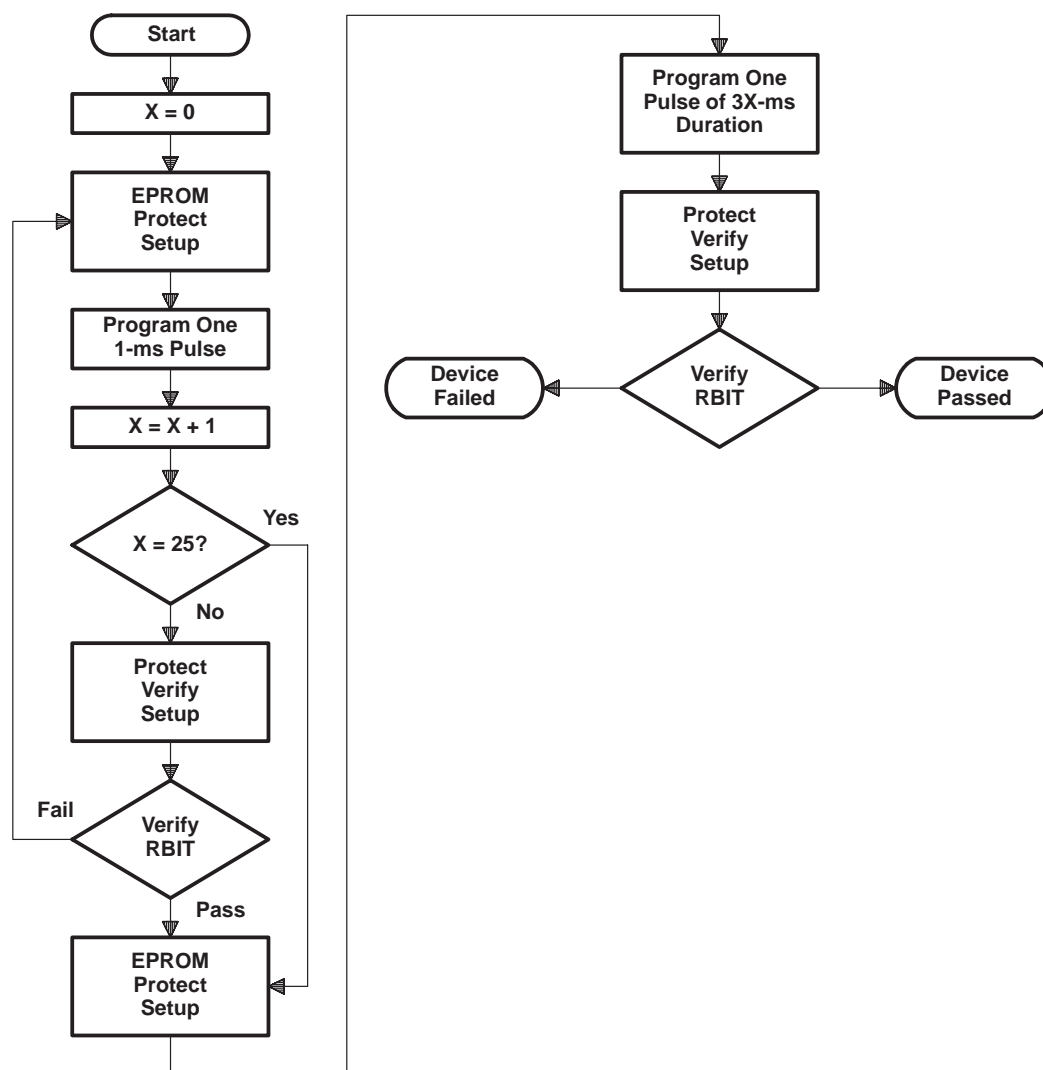 Start
X = 0
EPROM
Protect
Setup
Program One
1-ms Pulse
X = X + 1
X = 25?
Yes
No
Protect
Verify
Setup
Fail
Verify
RBIT
Pass
EPROM
Protect
Setup
Program One
Pulse of 3X-ms
Duration
Protect
Verify
Setup
Verify
RBIT
Device
Failed
Device
Passed